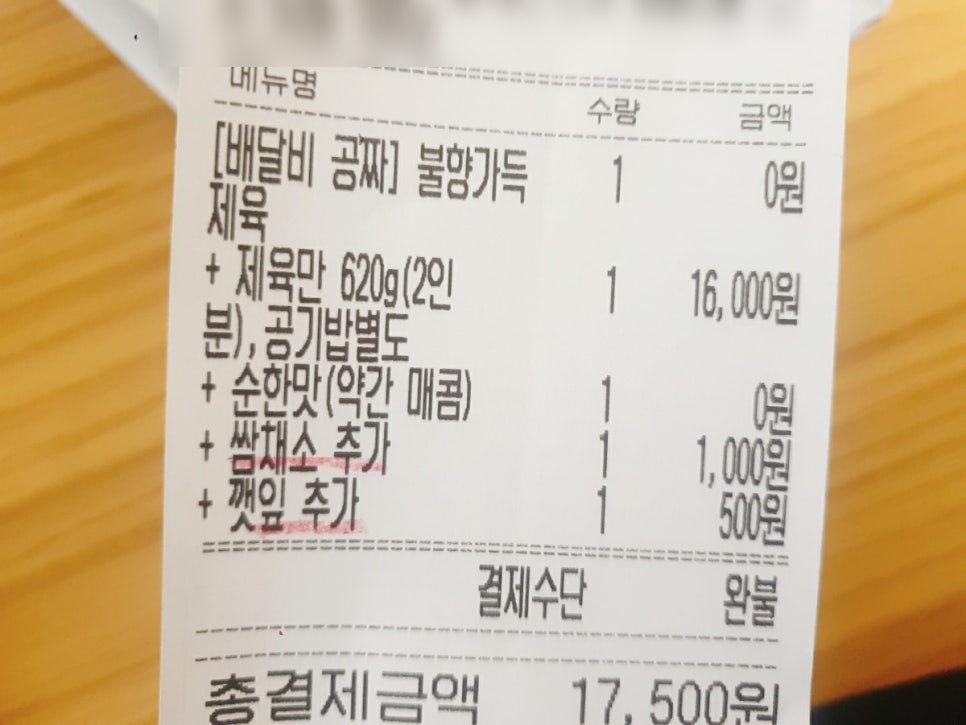 메뉴명 수량 금액
[배달비 공짜] 불향가득 1 0원
제육
+ 제육만 620g(2인 1 16,000원
분),공기밥별도
+ 순한맛(약간 매콤) 1 0원
+ 쌈채소 추가 1 1,000원
+ 깻잎 추가 1 500원
결제수단 완불
총결제금액 17,500원